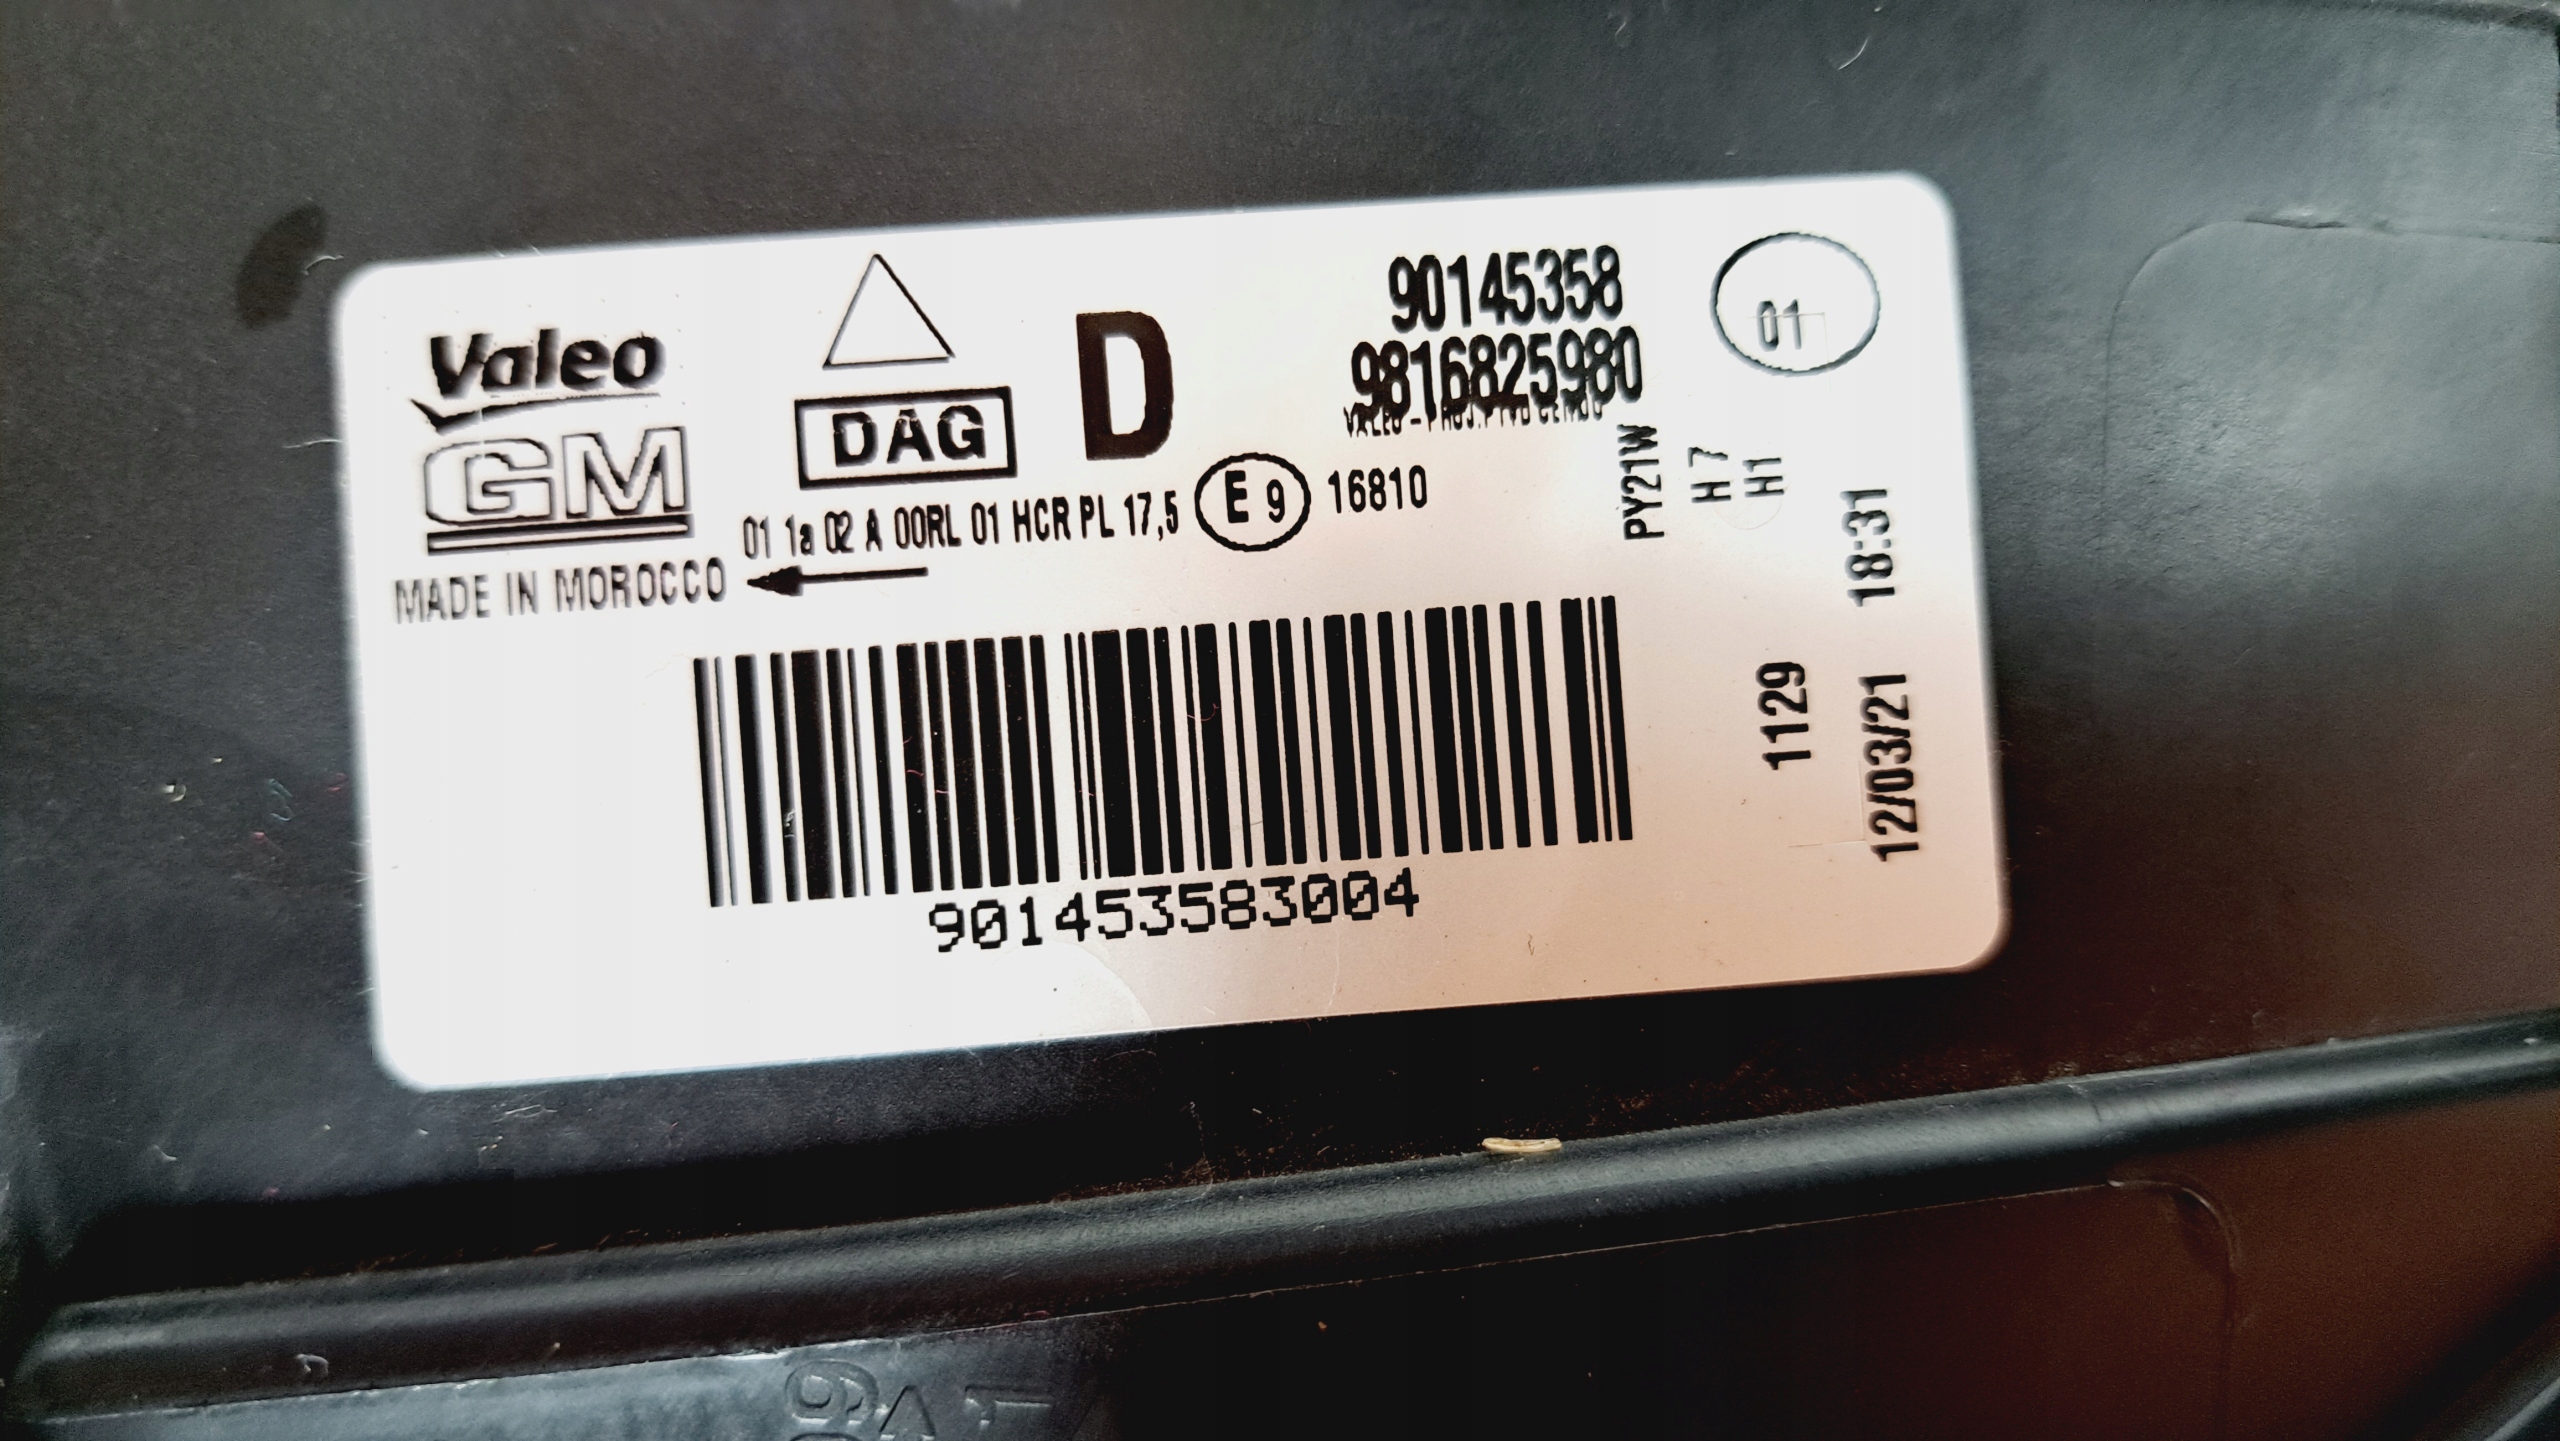 Valeo
GM
MADE IN MOROCCO
DAG
D
90145358
9816825980
VALEO -
01
01 1a 02 A 00RL 01 HCR PL 17,5
E 9
16810
PY21W
H7
H1
18:31
1129
12/03/21
901453583004